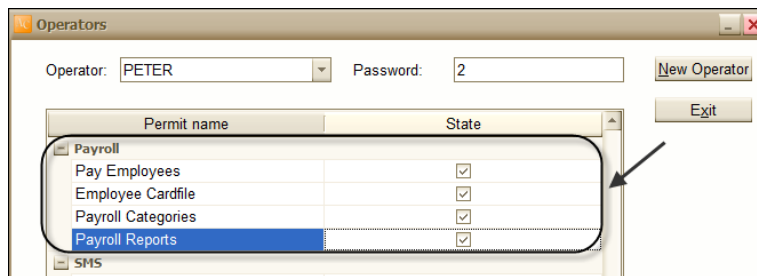 Operators
Operator: PETER Password: 2 New Operator
Exit
Permit name State
Payroll
Pay Employees
Employee Cardfile
Payroll Categories
Payroll Reports
SMS